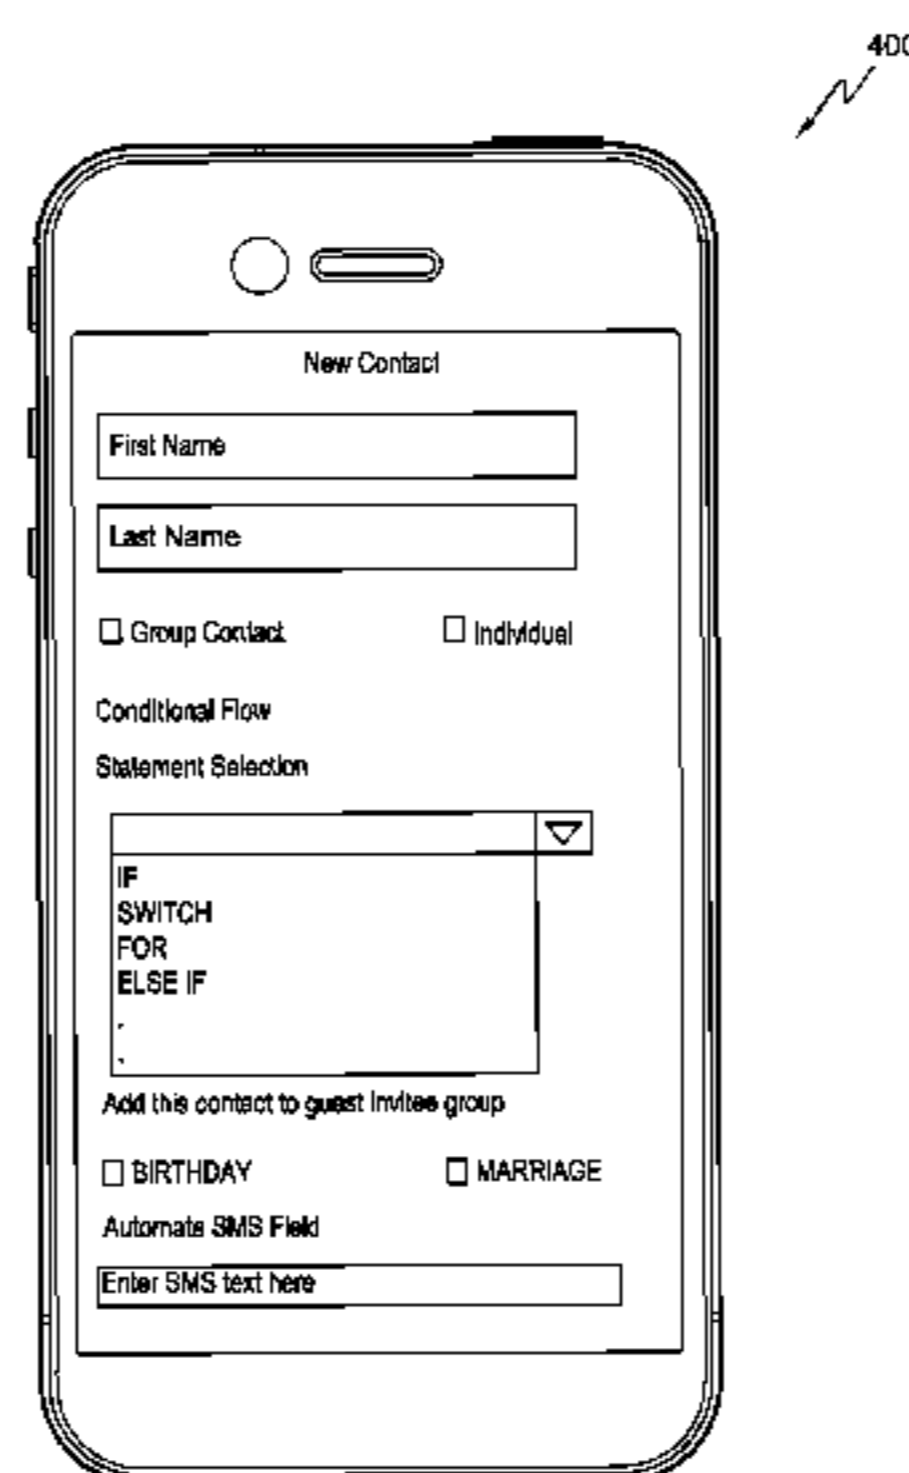 400
New Contact
First Name
Last Name
Group Contact Individual
Conditional Flow
Statement Selection
IF
SWITCH
FOR
ELSE IF
.
.
Add this contact to guest invitee group
BIRTHDAY MARRIAGE
Automate SMS Field
Enter SMS text here